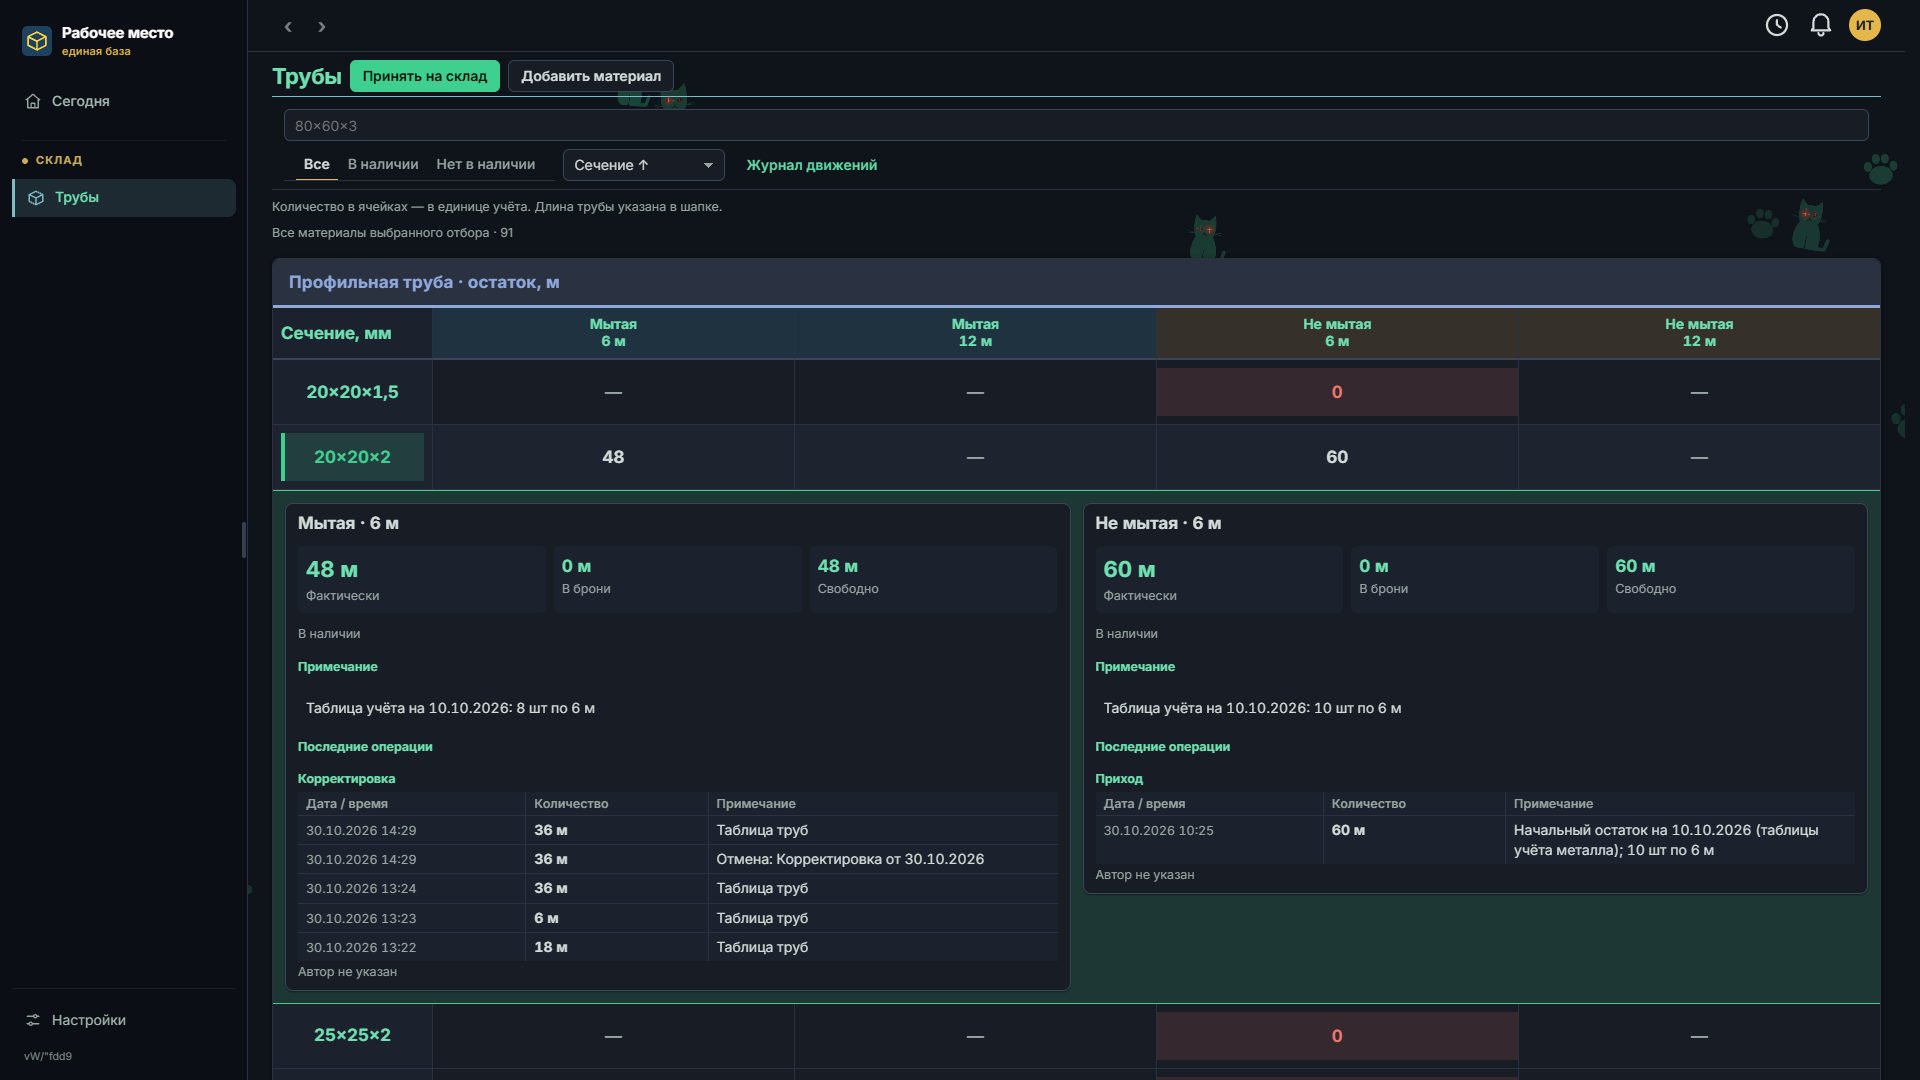 Рабочее место
единая база
Сегодня
СКЛАД
Трубы
Настройки
vW/"fdd9
ИТ
Трубы
Принять на склад
Добавить материал
80×60×3
Все
В наличии
Нет в наличии
Сечение ↑
Журнал движений
Количество в ячейках — в единице учёта. Длина трубы указана в шапке.
Все материалы выбранного отбора · 91
Профильная труба · остаток, м
Сечение, мм
Мытая
6 м
Мытая
12 м
Не мытая
6 м
Не мытая
12 м
20×20×1,5 — — 0 —
20×20×2 48 — 60 —
Мытая · 6 м
48 м
Фактически
0 м
В брони
48 м
Свободно
В наличии
Примечание
Таблица учёта на 10.10.2026: 8 шт по 6 м
Последние операции
Корректировка
Дата / время Количество Примечание
30.10.2026 14:29 36 м Таблица труб
30.10.2026 14:29 36 м Отмена: Корректировка от 30.10.2026
30.10.2026 13:24 36 м Таблица труб
30.10.2026 13:23 6 м Таблица труб
30.10.2026 13:22 18 м Таблица труб
Автор не указан
Не мытая · 6 м
60 м
Фактически
0 м
В брони
60 м
Свободно
В наличии
Примечание
Таблица учёта на 10.10.2026: 10 шт по 6 м
Последние операции
Приход
Дата / время Количество Примечание
30.10.2026 10:25 60 м Начальный остаток на 10.10.2026 (таблицы
учёта металла); 10 шт по 6 м
Автор не указан
25×25×2 — — 0 —